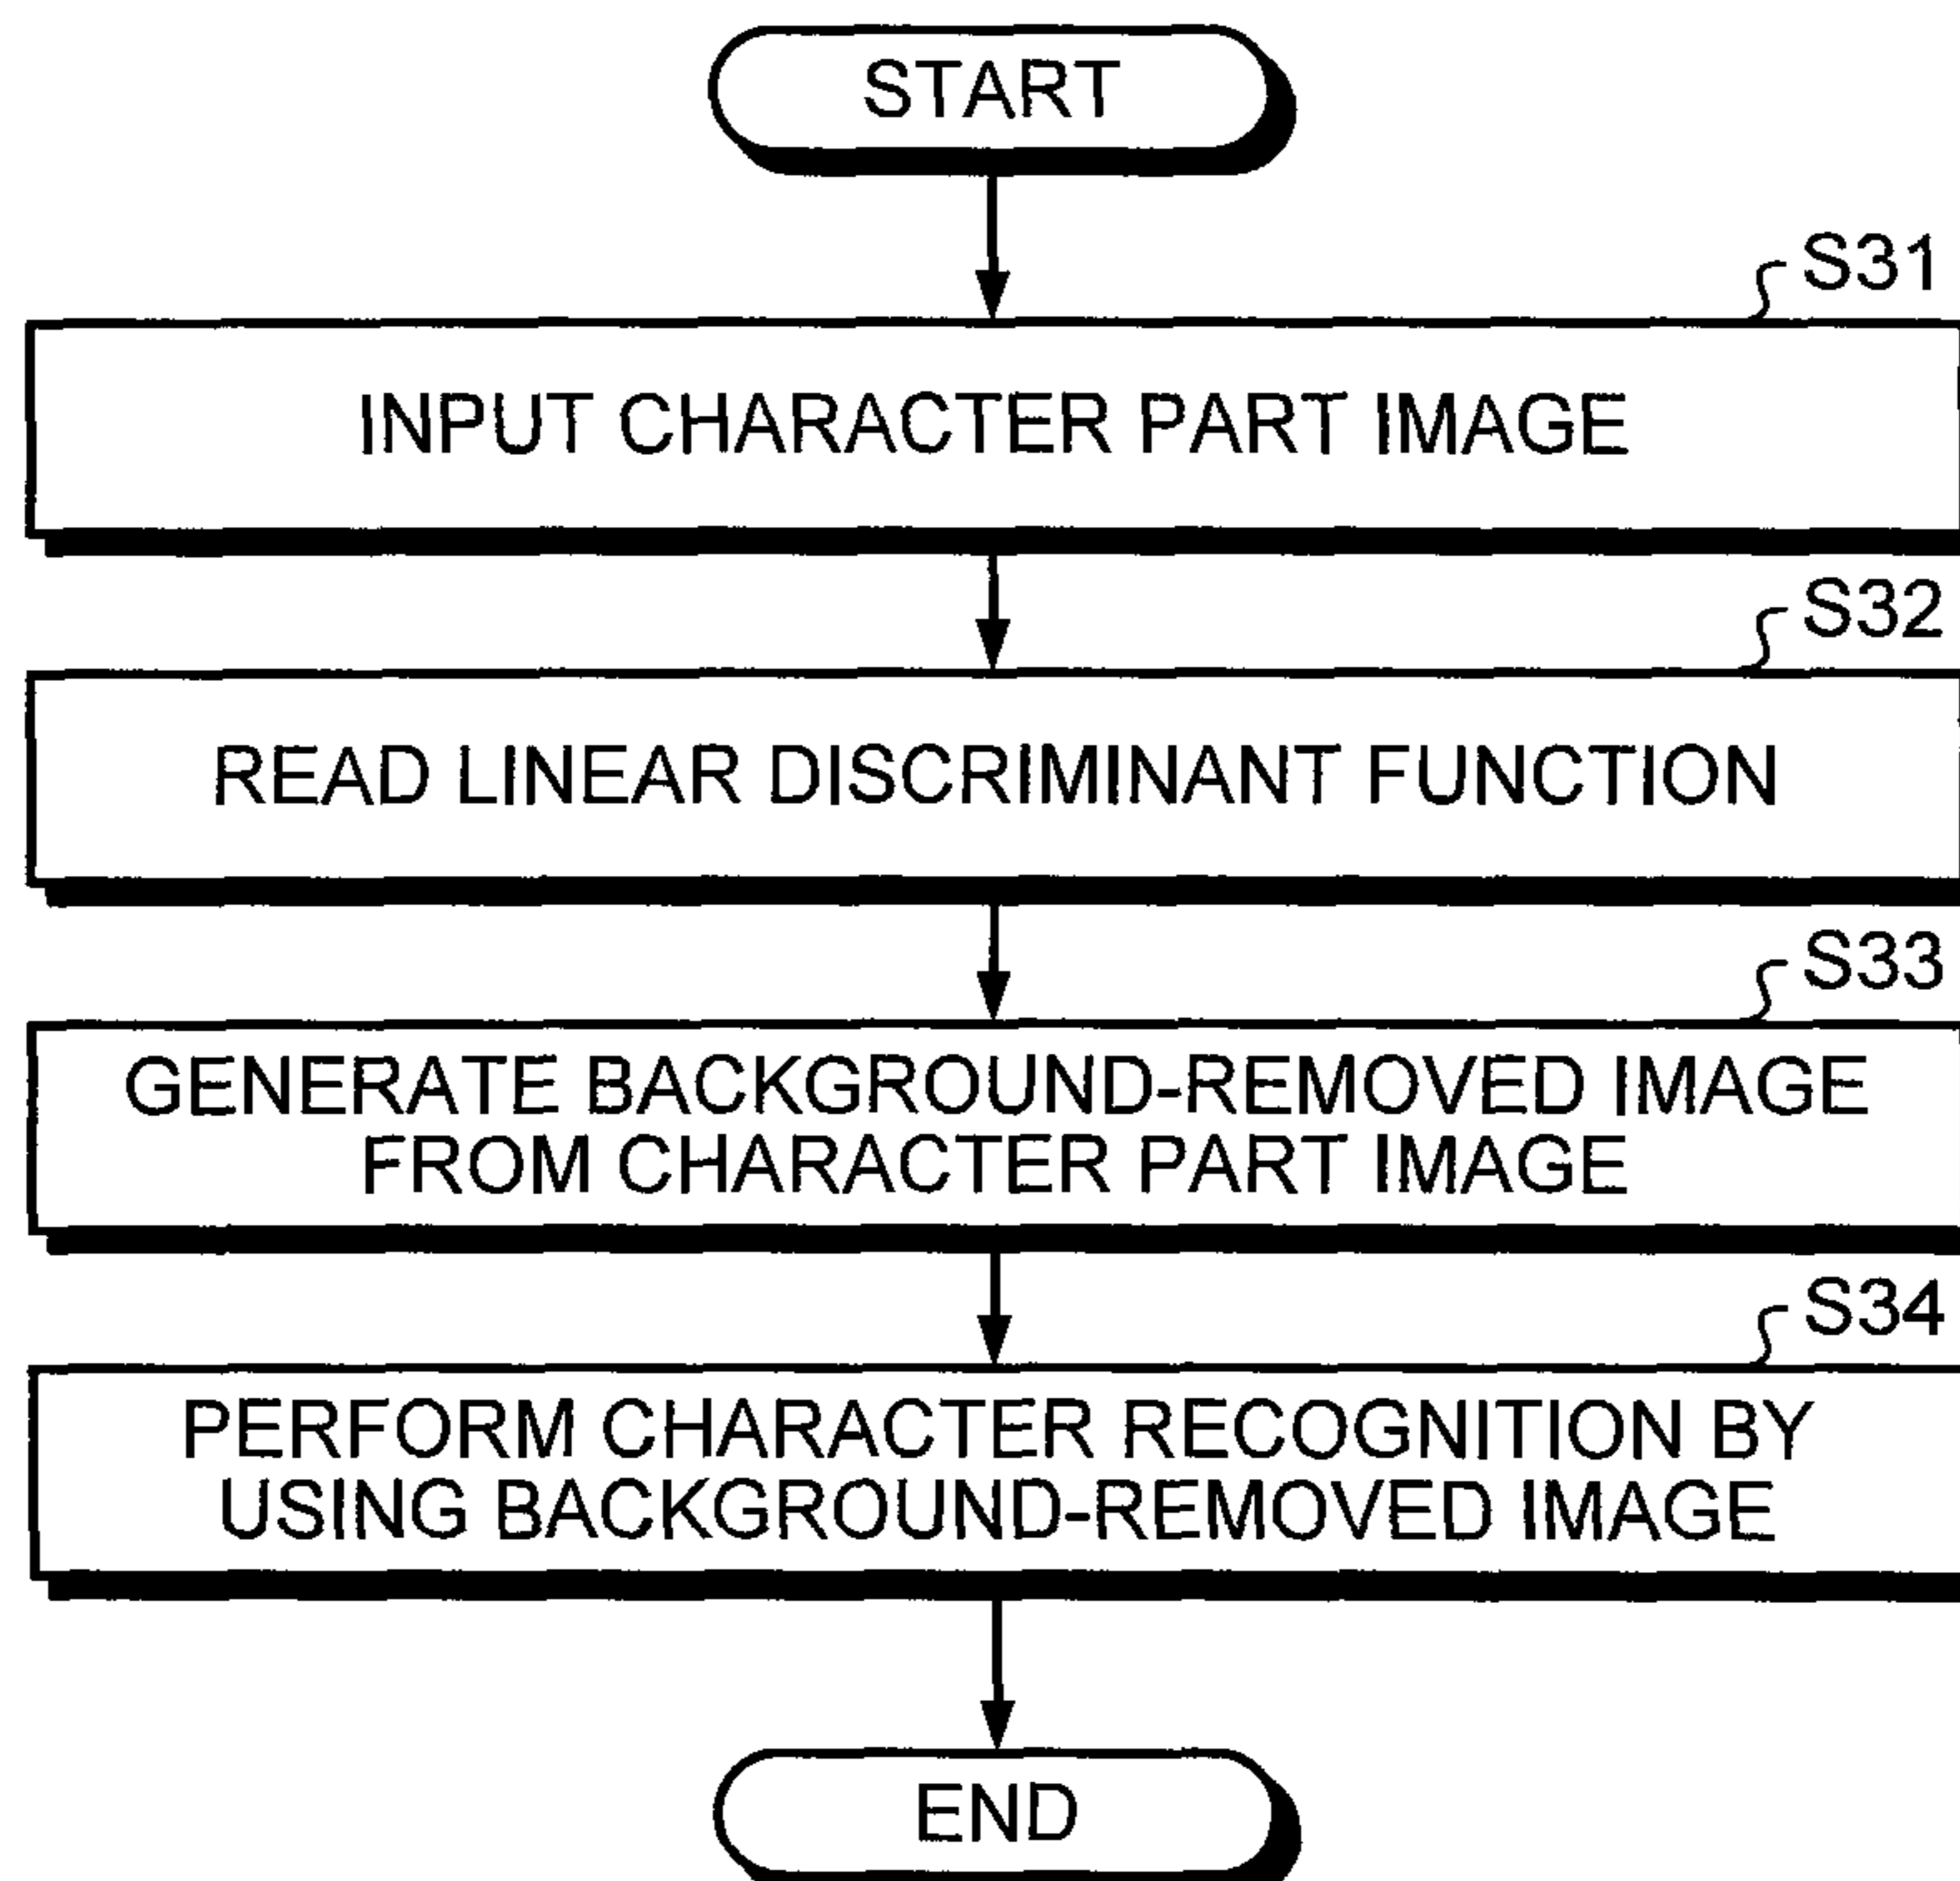 START
S31
INPUT CHARACTER PART IMAGE
S32
READ LINEAR DISCRIMINANT FUNCTION
S33
GENERATE BACKGROUND-REMOVED IMAGE
FROM CHARACTER PART IMAGE
S34
PERFORM CHARACTER RECOGNITION BY
USING BACKGROUND-REMOVED IMAGE
END